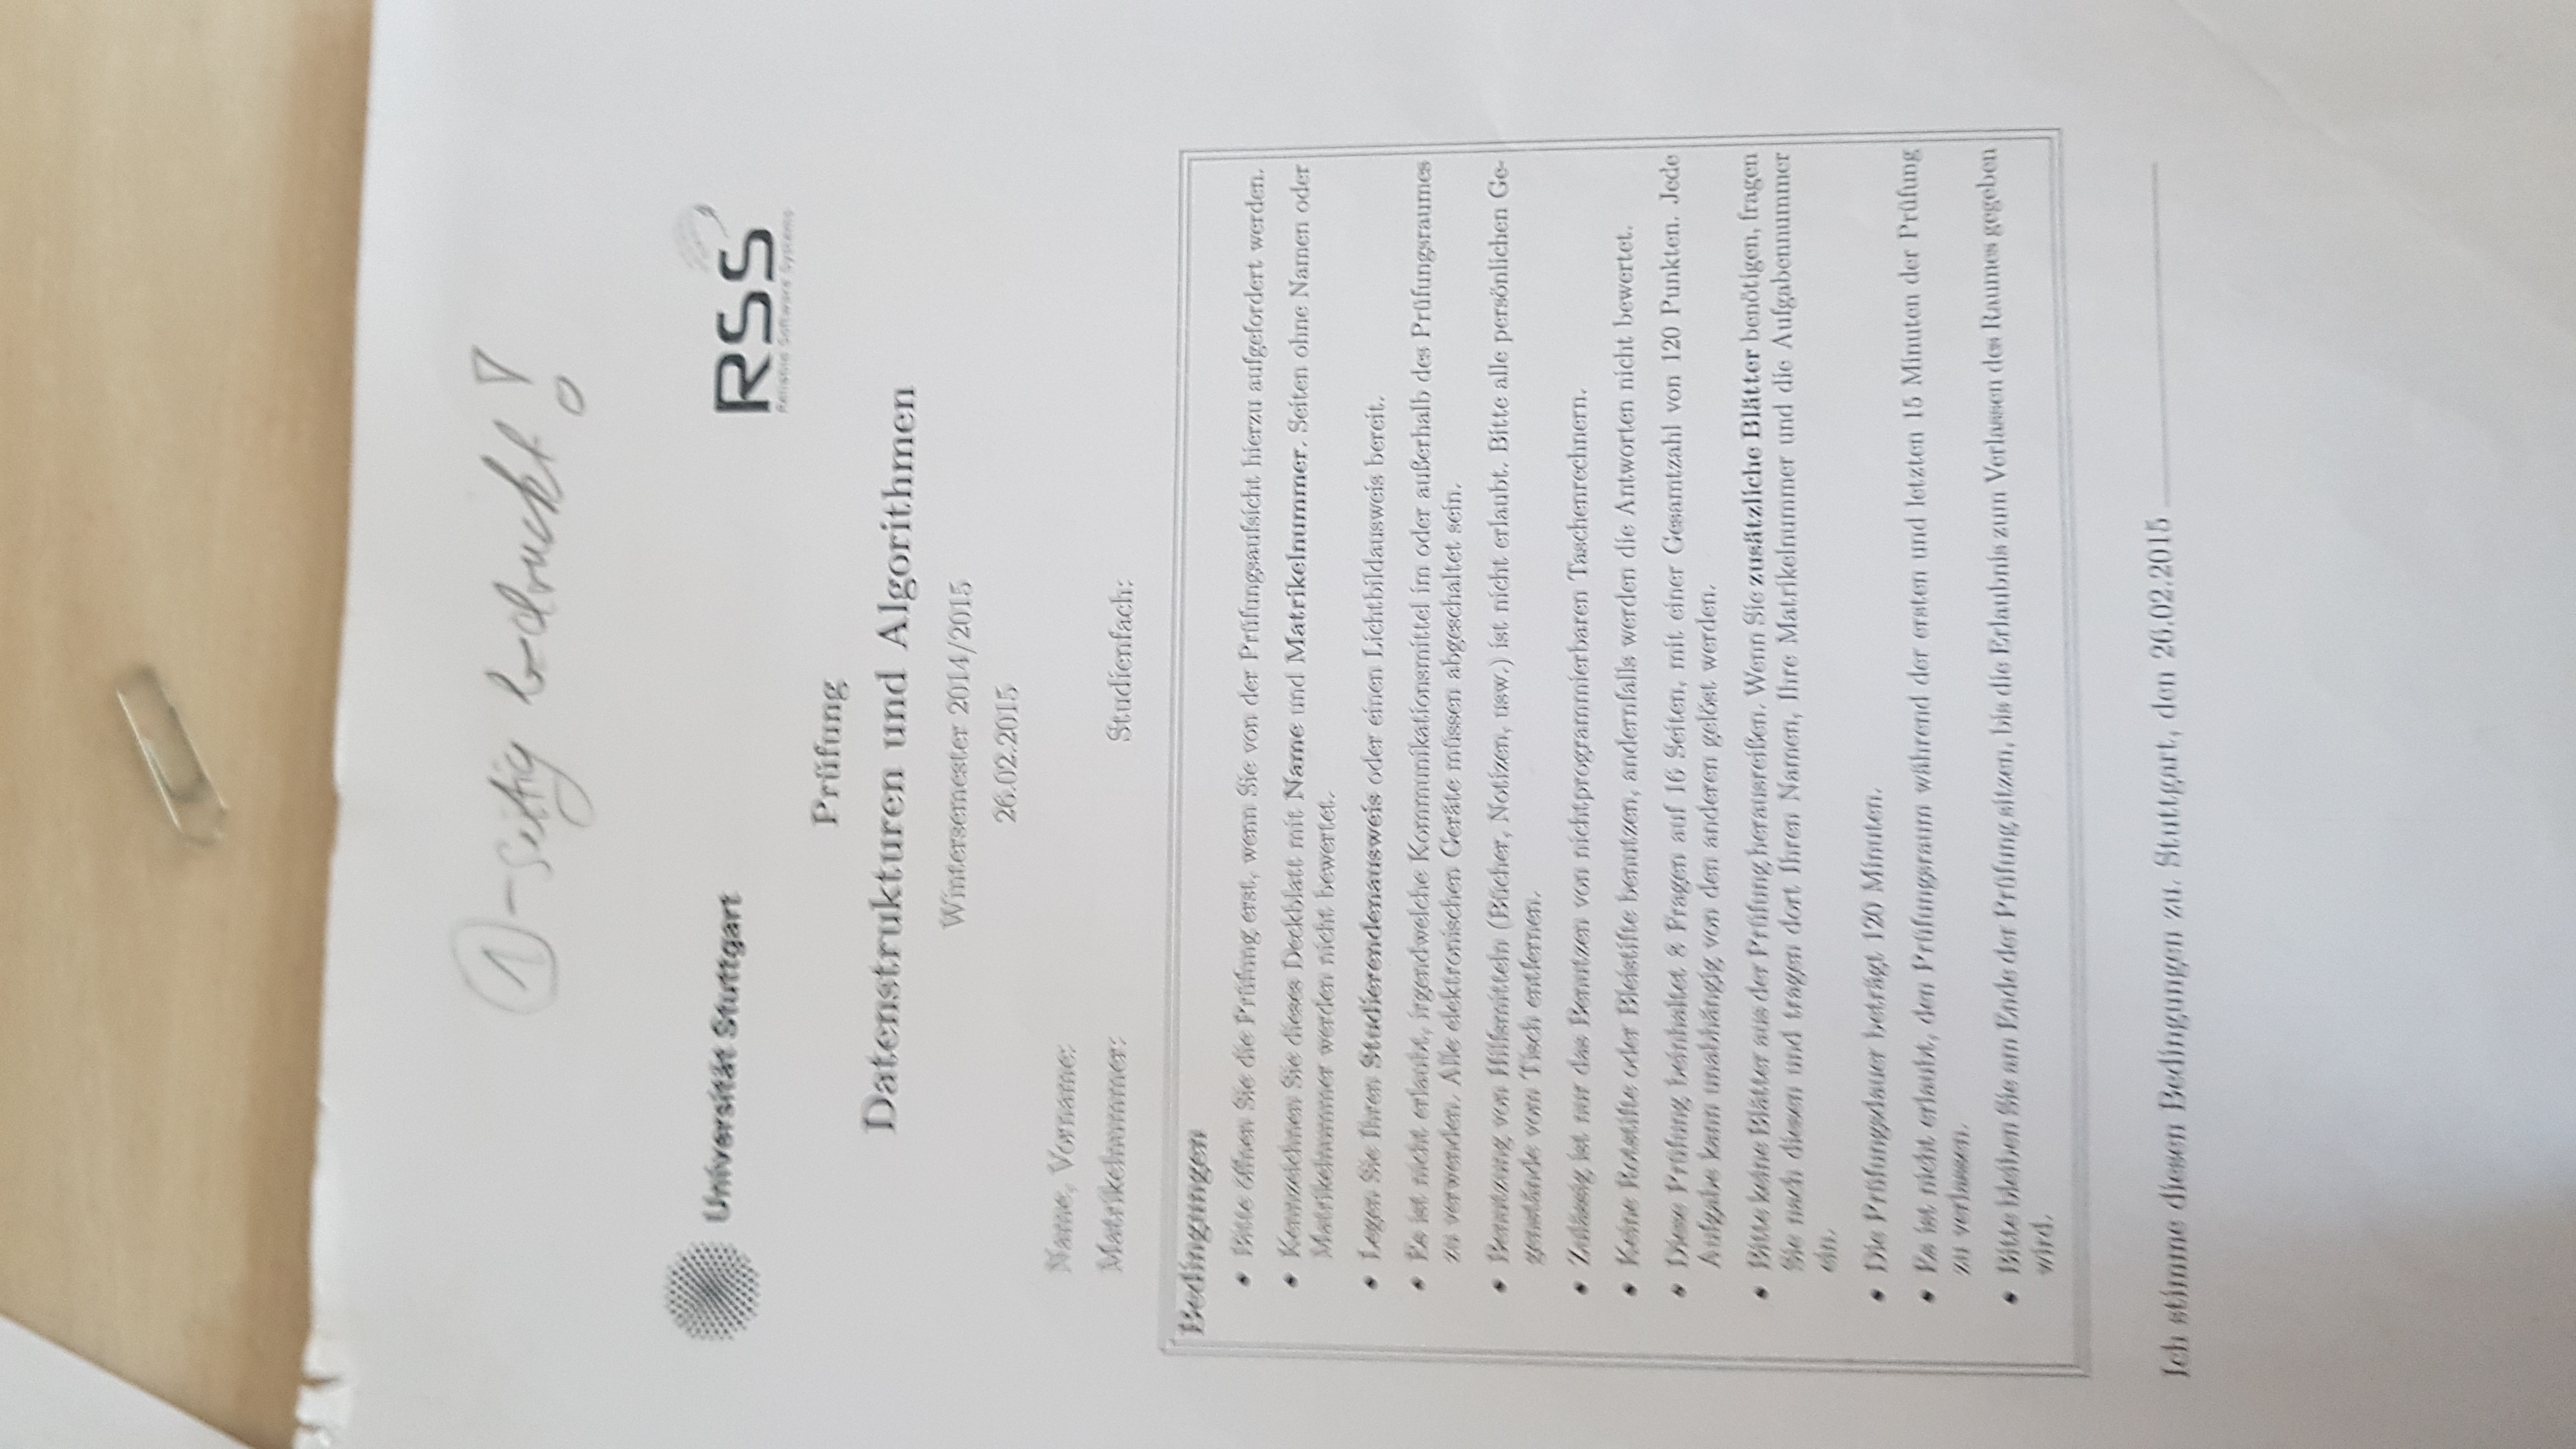 1-seitig bedruckt!
Universität Stuttgart
RSS
Reliable Software Systems
Prüfung
Datenstrukturen und Algorithmen
Wintersemester 2014/2015
26.02.2015
Name, Vorname:
Matrikelnummer: Studienfach:
Bedingungen
• Bitte öffnen Sie die Prüfung erst, wenn Sie von der Prüfungsaufsicht hierzu aufgefordert werden.
• Kennzeichnen Sie dieses Deckblatt mit Name und Matrikelnummer. Seiten ohne Namen oder
Matrikelnummer werden nicht bewertet.
• Legen Sie Ihren Studierendenausweis oder einen Lichtbildausweis bereit.
• Es ist nicht erlaubt, irgendwelche Kommunikationsmittel im oder außerhalb des Prüfungsraumes
zu verwenden. Alle elektronischen Geräte müssen abgeschaltet sein.
• Benutzung von Hilfsmitteln (Bücher, Notizen, usw.) ist nicht erlaubt. Bitte alle persönlichen Ge-
genstände vom Tisch entfernen.
• Zulässig ist nur das Benutzen von nichtprogrammierbaren Taschenrechnern.
• Keine Rotstifte oder Bleistifte benutzen, andernfalls werden die Antworten nicht bewertet.
• Diese Prüfung beinhaltet 8 Fragen auf 16 Seiten, mit einer Gesamtzahl von 120 Punkten. Jede
Aufgabe kann unabhängig von den anderen gelöst werden.
• Bitte keine Blätter aus der Prüfung herausreißen. Wenn Sie zusätzliche Blätter benötigen, fragen
Sie nach diesen und tragen dort Ihren Namen, Ihre Matrikelnummer und die Aufgabennummer
ein.
• Die Prüfungsdauer beträgt 120 Minuten.
• Es ist nicht erlaubt, den Prüfungsraum während der ersten und letzten 15 Minuten der Prüfung
zu verlassen.
• Bitte bleiben Sie am Ende der Prüfung sitzen, bis die Erlaubnis zum Verlassen des Raumes gegeben
wird.
Ich stimme diesen Bedingungen zu. Stuttgart, den 26.02.2015